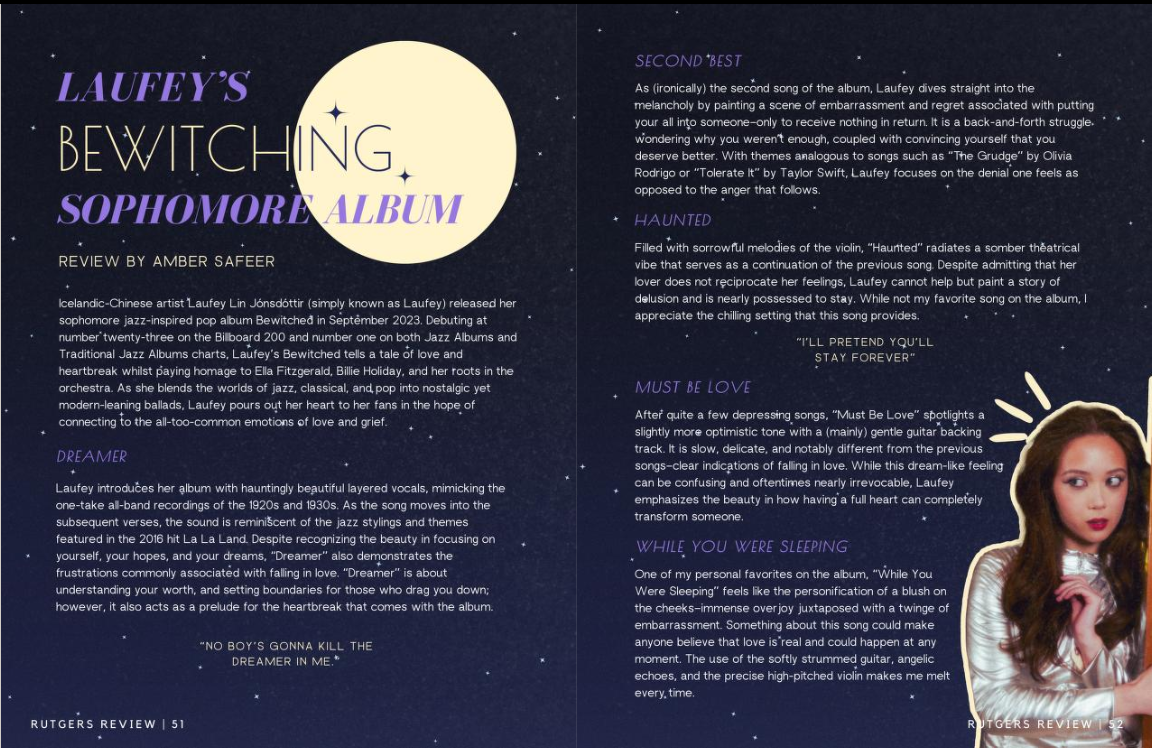 LAUFEY'S
BEWITCHING
SOPHOMORE ALBUM
REVIEW BY AMBER SAFEER
Icelandic-Chinese artist Laufey Lin Jónsdóttir (simply known as Laufey) released her
sophomore jazz-inspired pop album Bewitched in September 2023. Debuting at
number twenty-three on the Billboard 200 and number one on both Jazz Albums and
Traditional Jazz Albums charts, Laufey's Bewitched tells a tale of love and
heartbreak whilst paying homage to Ella Fitzgerald, Billie Holiday, and her roots in the
orchestra. As she blends the worlds of jazz, classical, and pop into nostalgic yet
modern-leaning ballads, Laufey pours out her heart to her fans in the hope of
connecting to the all-too-common emotions of love and grief.
DREAMER
Laufey introduces her album with hauntingly beautiful layered vocals, mimicking the
one-take all-band recordings of the 1920s and 1930s. As the song moves into the
subsequent verses, the sound is reminiscent of the jazz stylings and themes
featured in the 2016 hit La La Land. Despite recognizing the beauty in focusing on
yourself, your hopes, and your dreams, "Dreamer" also demonstrates the
frustrations commonly associated with falling in love. "Dreamer" is about
understanding your worth, and setting boundaries for those who drag you down;
however, it also acts as a prelude for the heartbreak that comes with the album.
"NO BOY'S GONNA KILL THE
DREAMER IN ME."
RUTGERS REVIEW | 51
SECOND BEST
As (ironically) the second song of the album, Laufey dives straight into the
melancholy by painting a scene of embarrassment and regret associated with putting
your all into someone–only to receive nothing in return. It is a back-and-forth struggle,
wondering why you weren't enough, coupled with convincing yourself that you
deserve better. With themes analogous to songs such as "The Grudge" by Olivia
Rodrigo or "Tolerate It" by Taylor Swift, Laufey focuses on the denial one feels as
opposed to the anger that follows.
HAUNTED
Filled with sorrowful melodies of the violin, "Haunted" radiates a somber theatrical
vibe that serves as a continuation of the previous song. Despite admitting that her
lover does not reciprocate her feelings, Laufey cannot help but paint a story of
delusion and is nearly possessed to stay. While not my favorite song on the album, I
appreciate the chilling setting that this song provides.
"I'LL PRETEND YOU'LL
STAY FOREVER"
MUST BE LOVE
After quite a few depressing songs, "Must Be Love" spotlights a
slightly more optimistic tone with a (mainly) gentle guitar backing
track. It is slow, delicate, and notably different from the previous
songs–clear indications of falling in love. While this dream-like feeling
can be confusing and oftentimes nearly irrevocable, Laufey
emphasizes the beauty in how having a full heart can completely
transform someone.
WHILE YOU WERE SLEEPING
One of my personal favorites on the album, "While You
Were Sleeping" feels like the personification of a blush on
the cheeks–immense overjoy juxtaposed with a twinge of
embarrassment. Something about this song could make
anyone believe that love is real and could happen at any
moment. The use of the softly strummed guitar, angelic
echoes, and the precise high-pitched violin makes me melt
every time.
RUTGERS REVIEW | 52